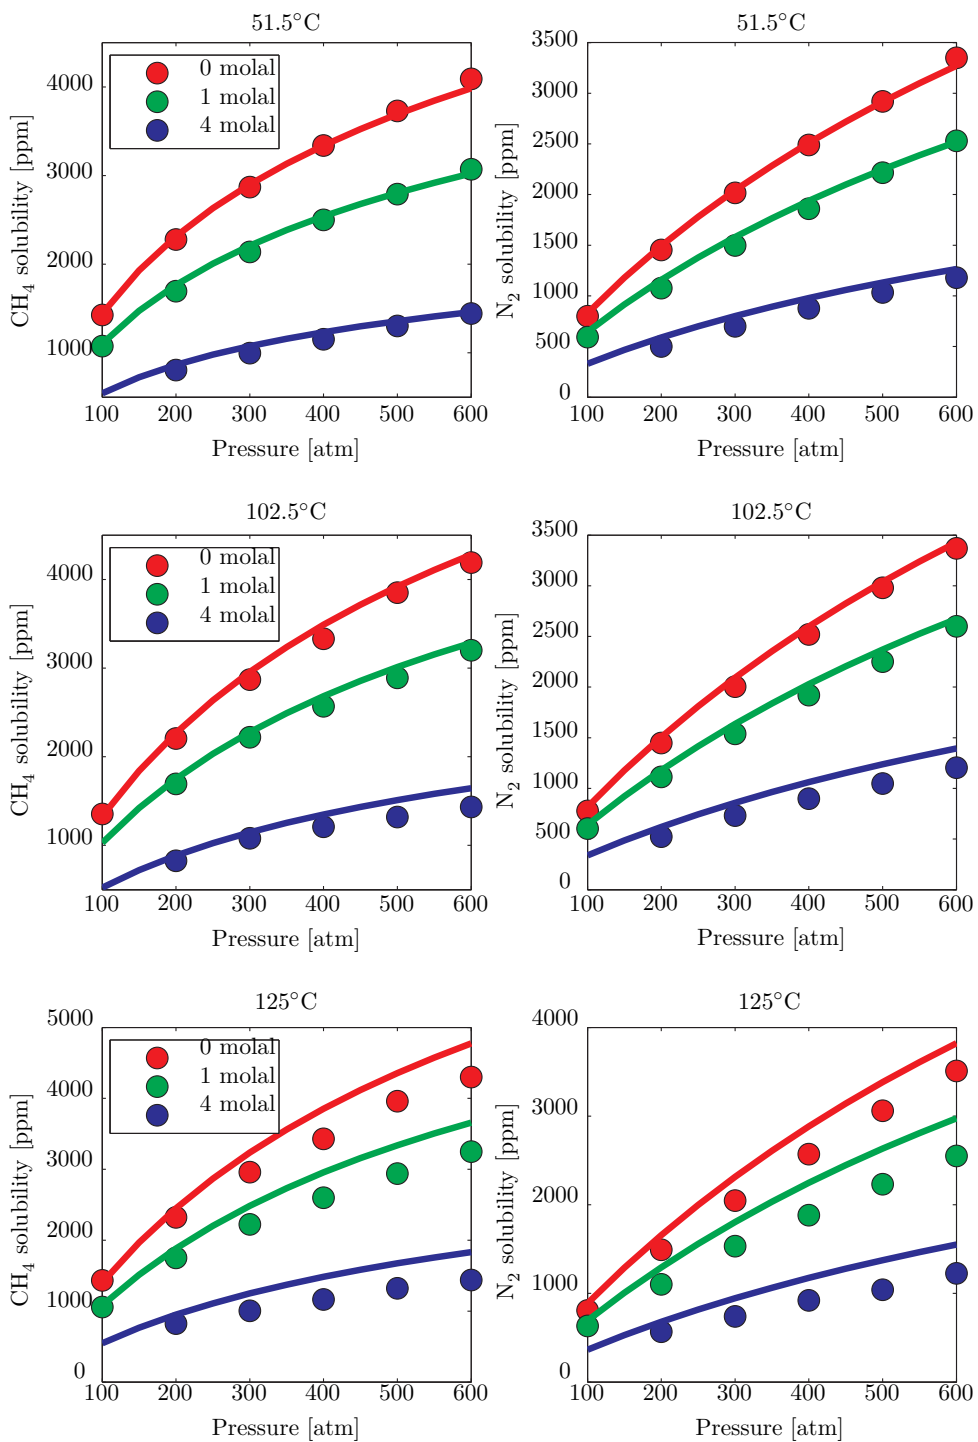 51.5°C
CH₄ solubility [ppm]
4000
3000
2000
1000
0 molal
1 molal
4 molal
100 200 300 400 500 600
Pressure [atm]
51.5°C
N₂ solubility [ppm]
3500
3000
2500
2000
1500
1000
500
0
100 200 300 400 500 600
Pressure [atm]
102.5°C
CH₄ solubility [ppm]
4000
3000
2000
1000
0 molal
1 molal
4 molal
100 200 300 400 500 600
Pressure [atm]
102.5°C
N₂ solubility [ppm]
3500
3000
2500
2000
1500
1000
500
0
100 200 300 400 500 600
Pressure [atm]
125°C
CH₄ solubility [ppm]
5000
4000
3000
2000
1000
0
0 molal
1 molal
4 molal
100 200 300 400 500 600
Pressure [atm]
125°C
N₂ solubility [ppm]
4000
3000
2000
1000
0
100 200 300 400 500 600
Pressure [atm]